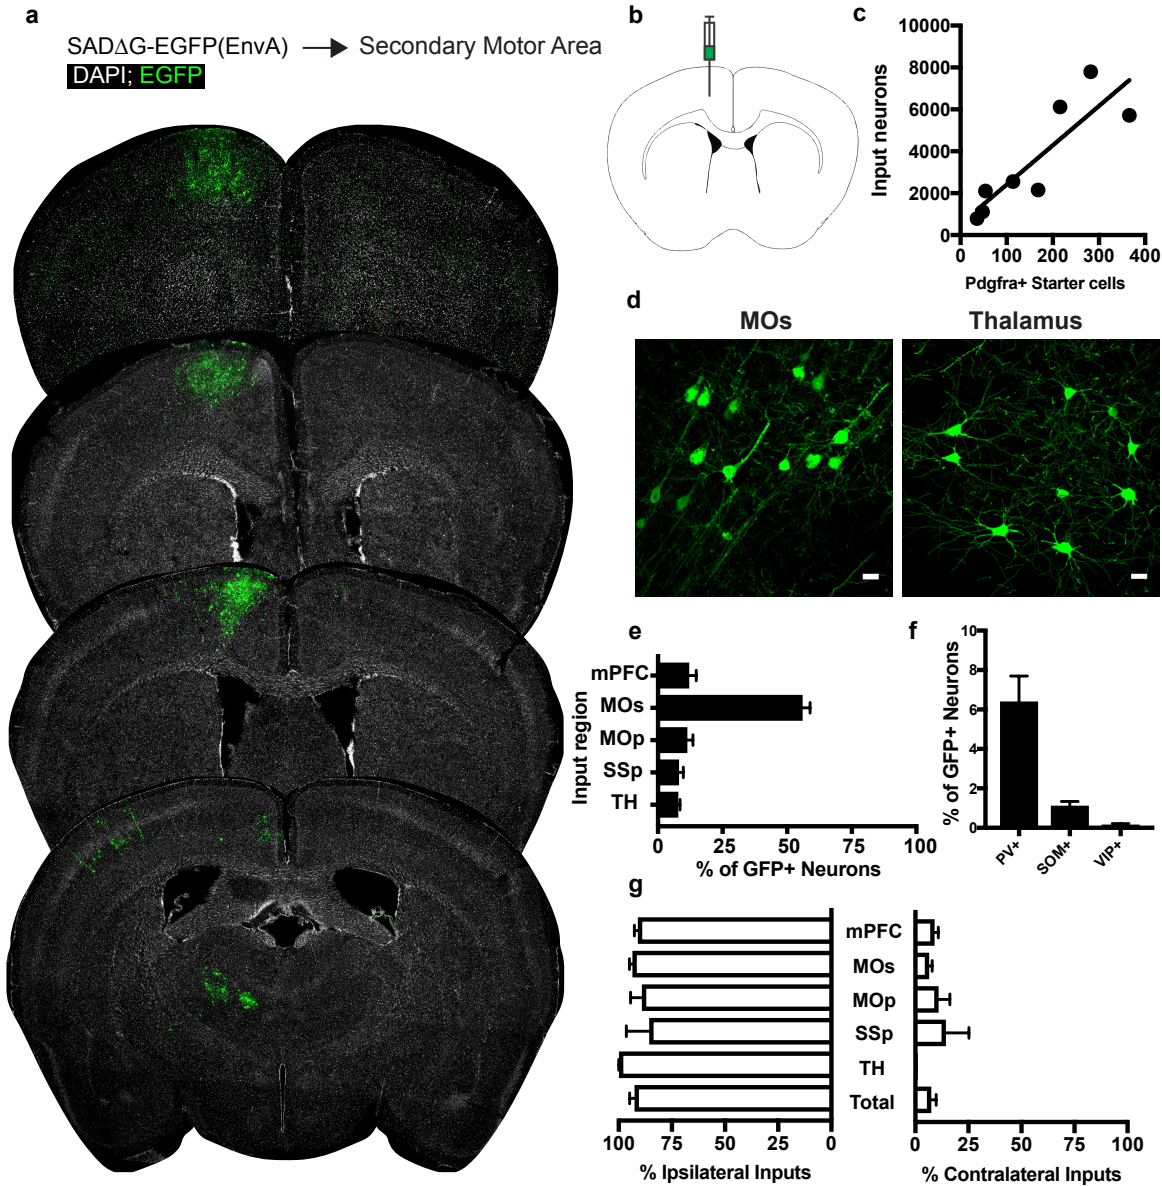 a
SADΔG-EGFP(EnvA) → Secondary Motor Area
DAPI; EGFP
b
c
Input neurons
10000
8000
6000
4000
2000
0
0 100 200 300 400
Pdgfra+ Starter cells
d
MOs Thalamus
e
Input region
mPFC
MOs
MOp
SSp
TH
0 25 50 75 100
% of GFP+ Neurons
f
% of GFP+ Neurons
10
8
6
4
2
0
PV+ SOM+ VIP+
g
mPFC
MOs
MOp
SSp
TH
Total
100 75 50 25 0
% Ipsilateral Inputs
0 25 50 75 100
% Contralateral Inputs